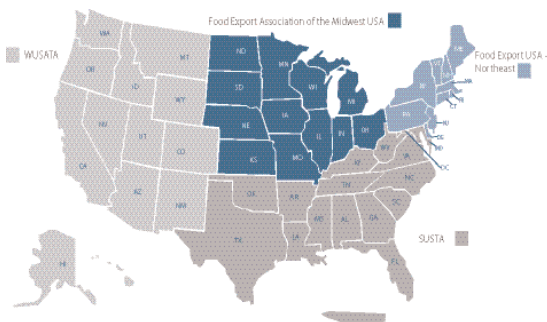 Food Export Association of the Midwest USA
WUSATA
Food Export USA -
Northeast
SUSTA
WA
MT
OR
ID
WY
NV
UT
CO
CA
AZ
NM
ND
MN
SD
WI
MI
NE
IA
IL
IN
OH
KS
MO
ME
VT
NH
NY
MA
RI
CT
PA
NJ
DE
MD
DC
WV
VA
KY
NC
TN
OK
AR
SC
MS
AL
GA
TX
LA
FL
HI